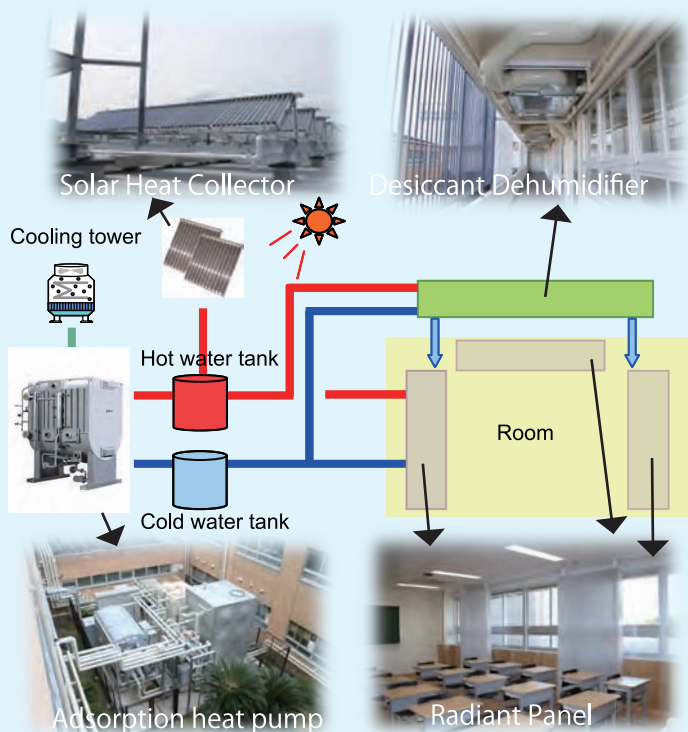 Solar Heat Collector
Desiccant Dehumidifier
Cooling tower
Hot water tank
Room
Cold water tank
Adsorption heat pump
Radiant Panel